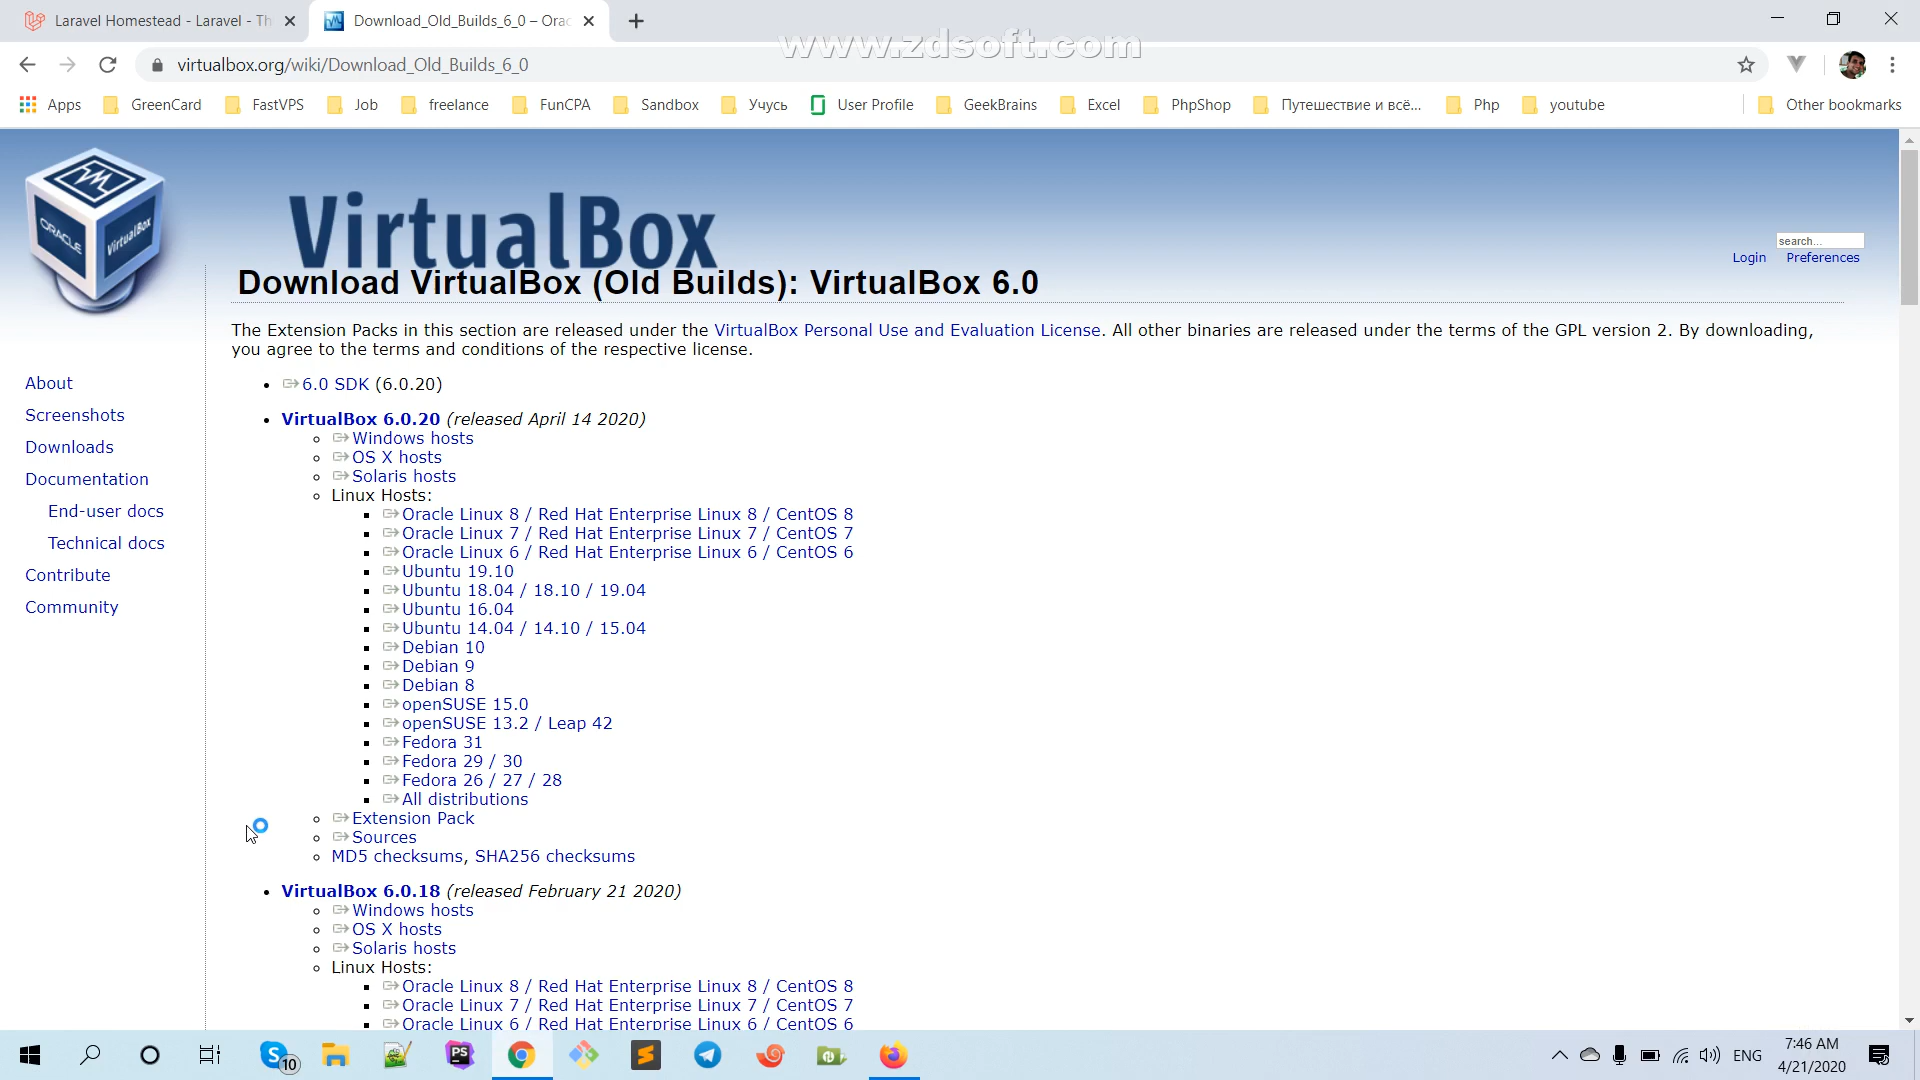 Laravel Homestead - Laravel - Th
Download_Old_Builds_6_0 – Orac
www.zdsoft.com
virtualbox.org/wiki/Download_Old_Builds_6_0
Apps GreenCard FastVPS Job freelance FunCPA Sandbox Учусь User Profile GeekBrains Excel PhpShop Путешествие и всё... Php youtube Other bookmarks
ORACLE VirtualBox
VirtualBox
search...
Login Preferences
Download VirtualBox (Old Builds): VirtualBox 6.0
The Extension Packs in this section are released under the VirtualBox Personal Use and Evaluation License. All other binaries are released under the terms of the GPL version 2. By downloading,
you agree to the terms and conditions of the respective license.
About
Screenshots
Downloads
Documentation
End-user docs
Technical docs
Contribute
Community
6.0 SDK (6.0.20)
VirtualBox 6.0.20 (released April 14 2020)
Windows hosts
OS X hosts
Solaris hosts
Linux Hosts:
Oracle Linux 8 / Red Hat Enterprise Linux 8 / CentOS 8
Oracle Linux 7 / Red Hat Enterprise Linux 7 / CentOS 7
Oracle Linux 6 / Red Hat Enterprise Linux 6 / CentOS 6
Ubuntu 19.10
Ubuntu 18.04 / 18.10 / 19.04
Ubuntu 16.04
Ubuntu 14.04 / 14.10 / 15.04
Debian 10
Debian 9
Debian 8
openSUSE 15.0
openSUSE 13.2 / Leap 42
Fedora 31
Fedora 29 / 30
Fedora 26 / 27 / 28
All distributions
Extension Pack
Sources
MD5 checksums, SHA256 checksums
VirtualBox 6.0.18 (released February 21 2020)
Windows hosts
OS X hosts
Solaris hosts
Linux Hosts:
Oracle Linux 8 / Red Hat Enterprise Linux 8 / CentOS 8
Oracle Linux 7 / Red Hat Enterprise Linux 7 / CentOS 7
Oracle Linux 6 / Red Hat Enterprise Linux 6 / CentOS 6
10
PS
ENG
7:46 AM
4/21/2020